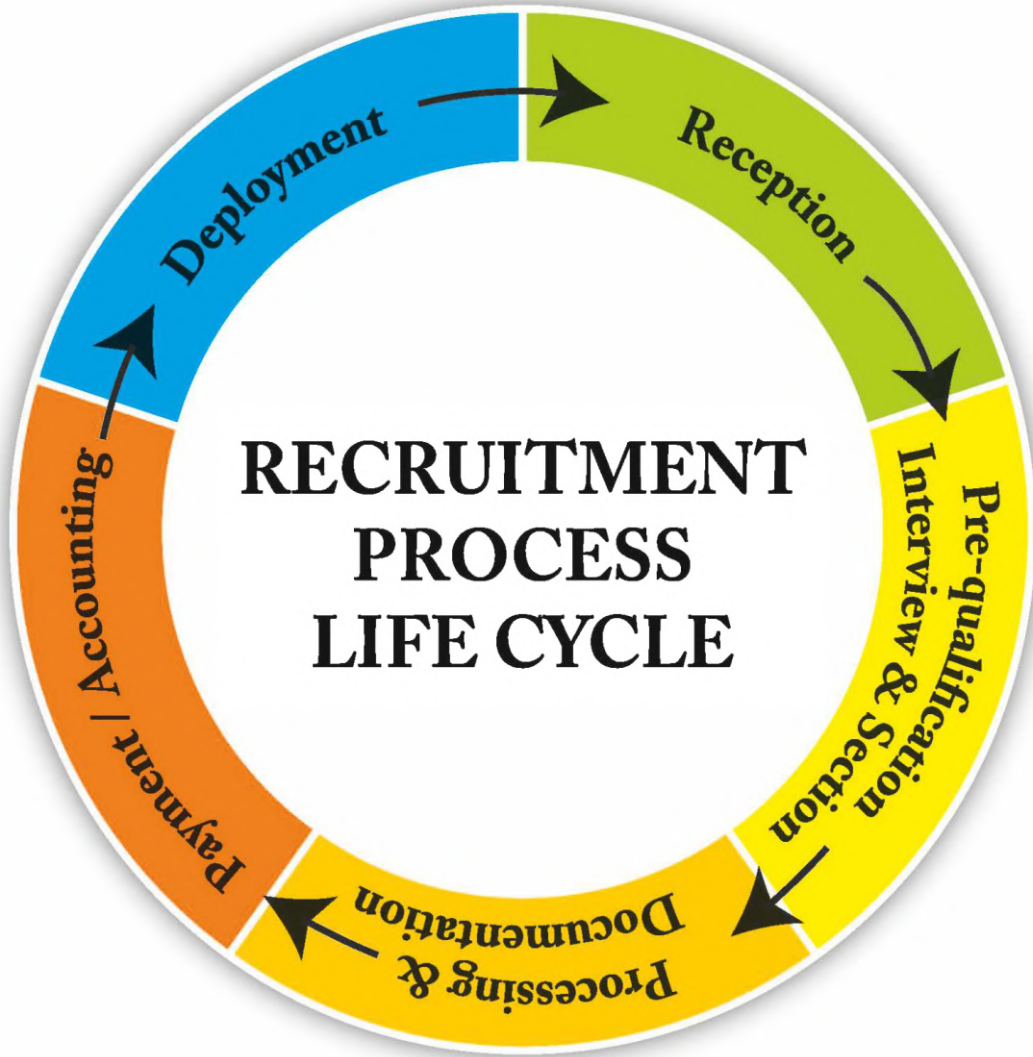 RECRUITMENT
PROCESS
LIFE CYCLE
Reception
Pre-qualification
Interview & Section
Processing &
Documentation
Payment / Accounting
Deployment